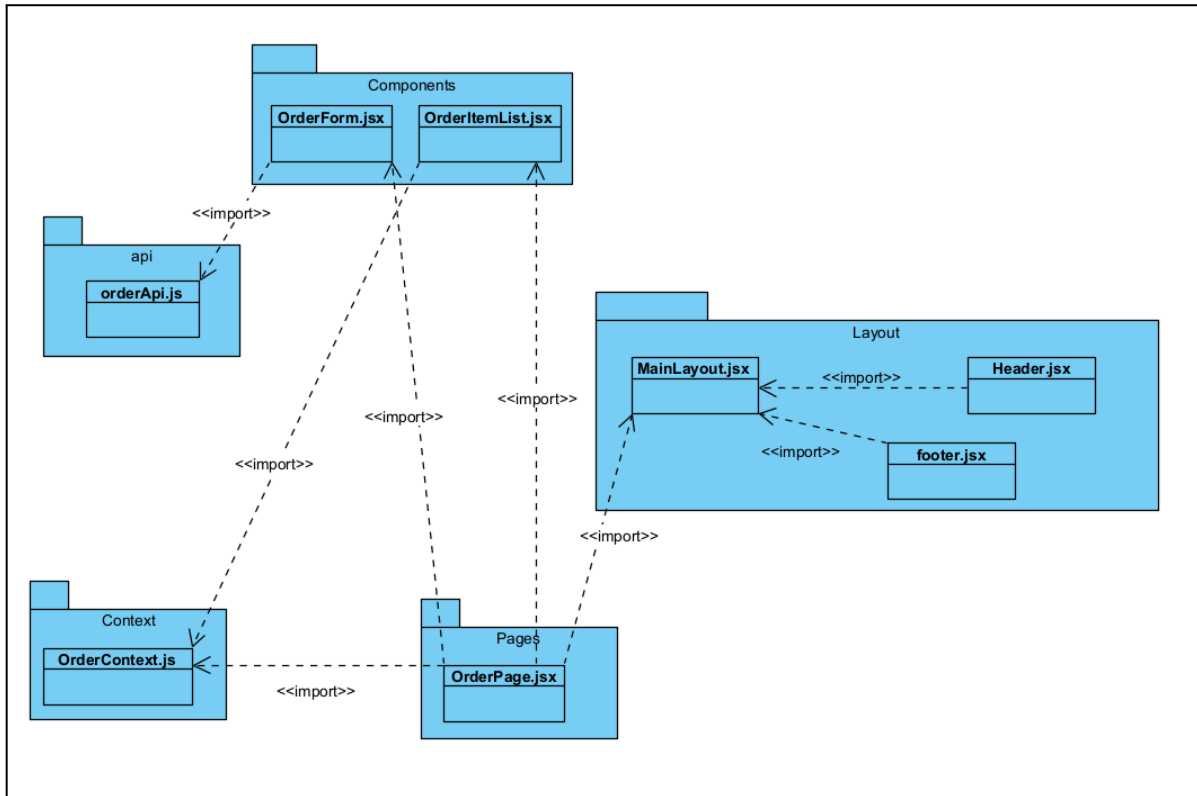 Components
OrderForm.jsx
OrderItemList.jsx
<<import>>
api
orderApi.js
Layout
MainLayout.jsx
<<import>>
Header.jsx
<<import>>
<<import>>
footer.jsx
<<import>>
<<import>>
<<import>>
Context
OrderContext.js
<<import>>
Pages
OrderPage.jsx